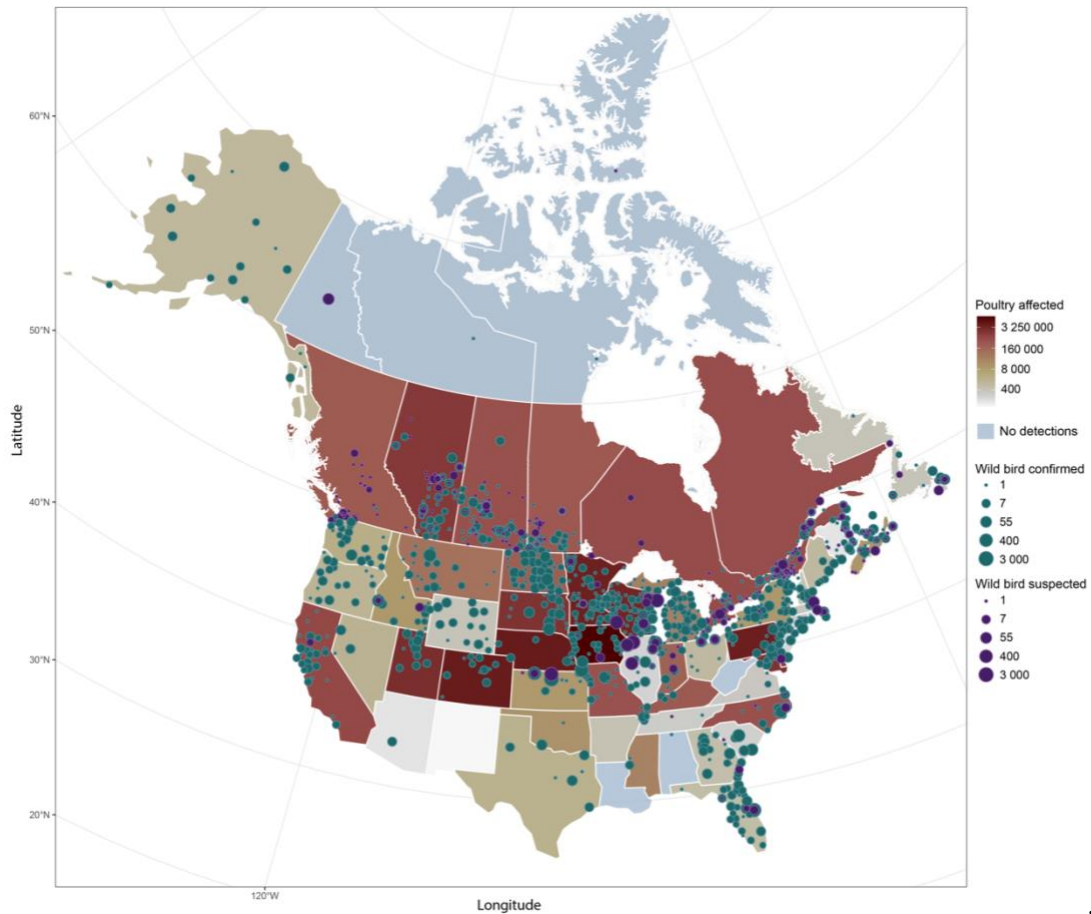 60°N
50°N
40°N
30°N
20°N
120°W
Latitude
Longitude
Poultry affected
3 250 000
160 000
8 000
400
No detections
Wild bird confirmed
1
7
55
400
3 000
Wild bird suspected
1
7
55
400
3 000